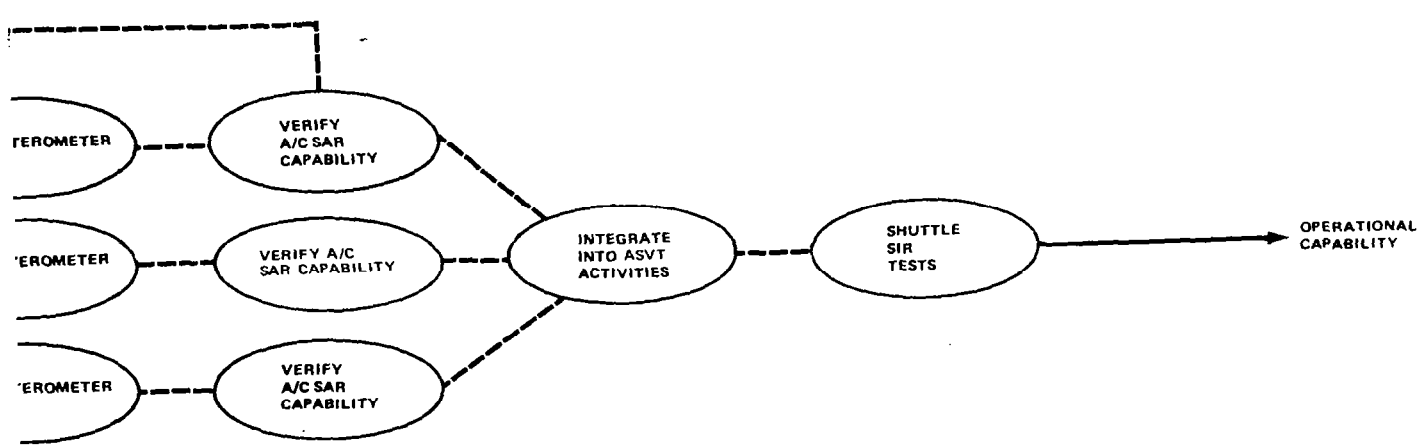 VERIFY
A/C SAR
CAPABILITY
TEROMETER
VERIFY A/C
SAR CAPABILITY
'EROMETER
VERIFY
A/C SAR
CAPABILITY
'EROMETER
INTEGRATE
INTO ASVT
ACTIVITIES
SHUTTLE
SIR
TESTS
OPERATIONAL
CAPABILITY